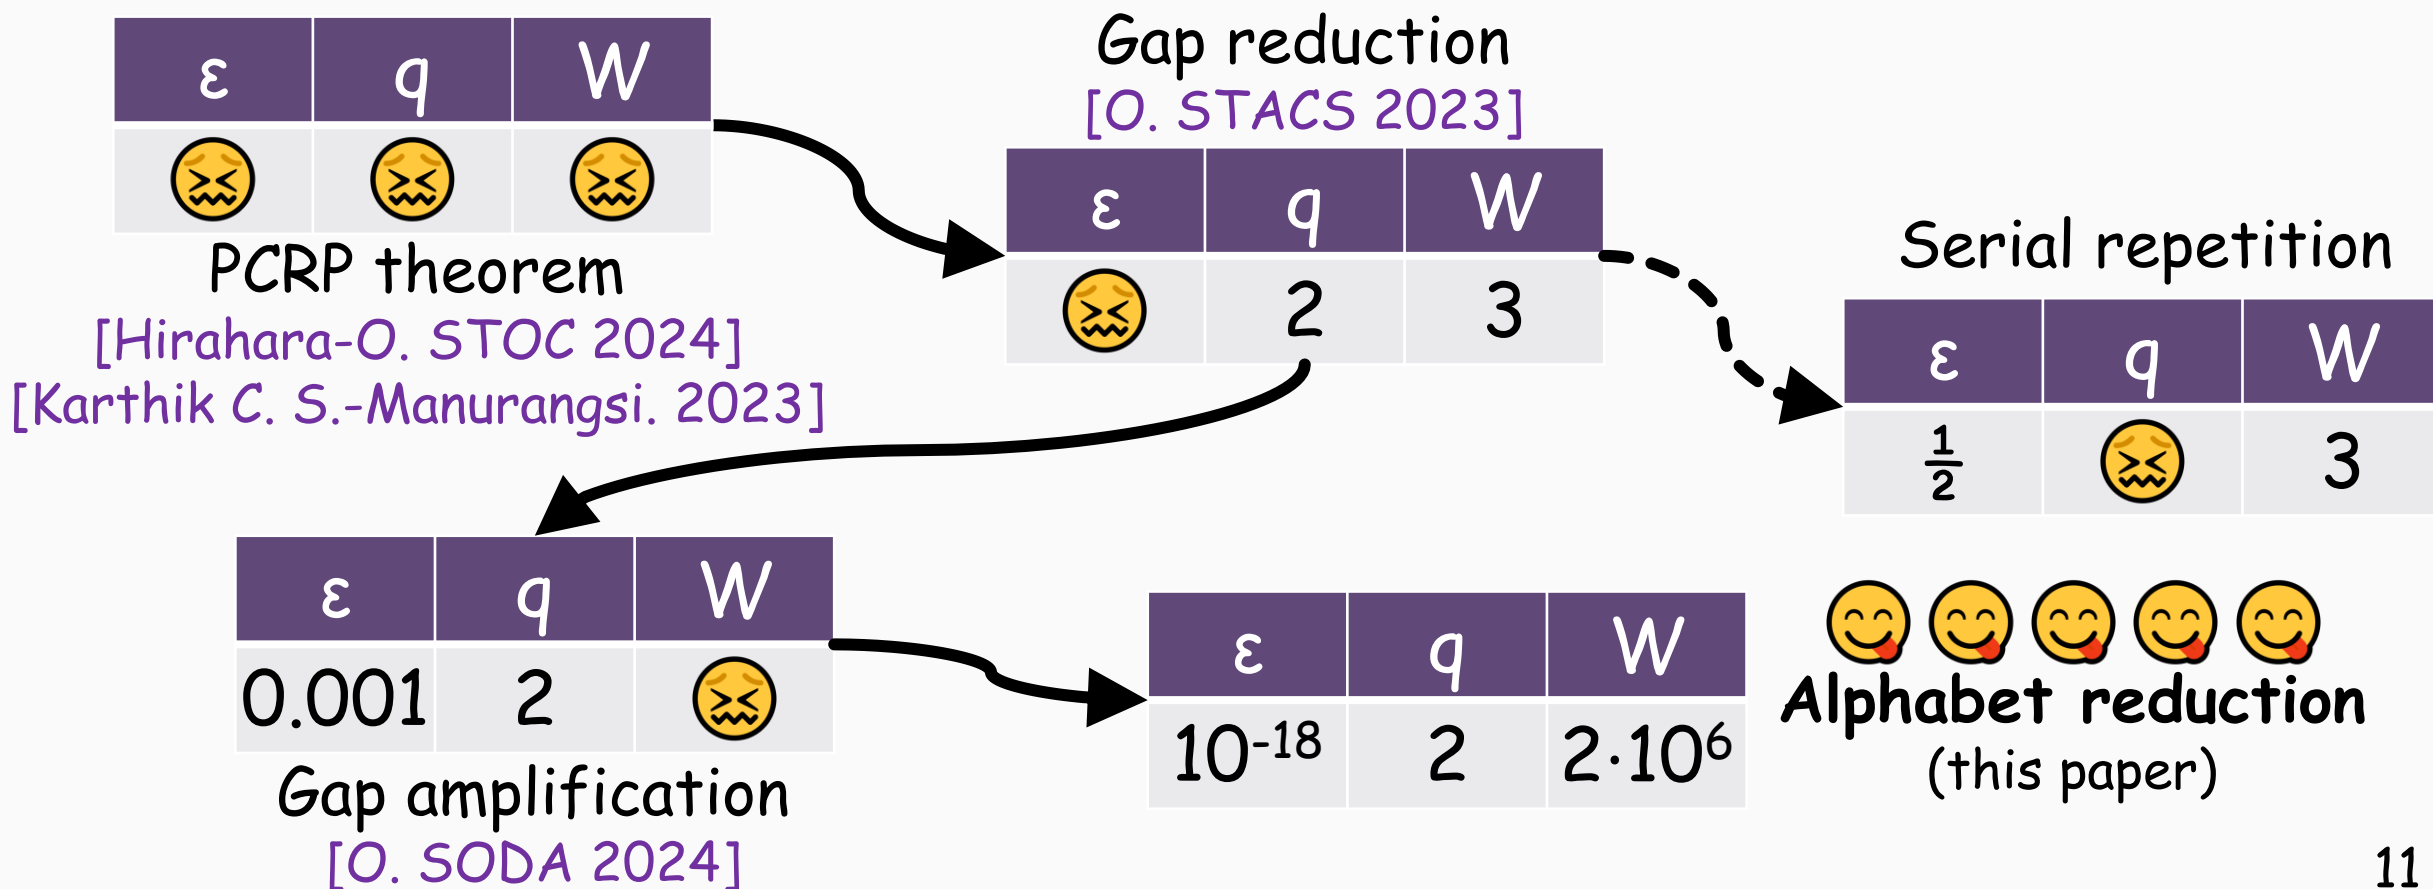 ε q W
PCRP theorem
[Hirahara-O. STOC 2024]
[Karthik C. S.-Manurangsi. 2023]
Gap reduction
[O. STACS 2023]
ε q W
2 3
Serial repetition
ε q W
½ 3
ε q W
0.001 2
Gap amplification
[O. SODA 2024]
ε q W
10⁻¹⁸ 2 2·10⁶
Alphabet reduction
(this paper)
11